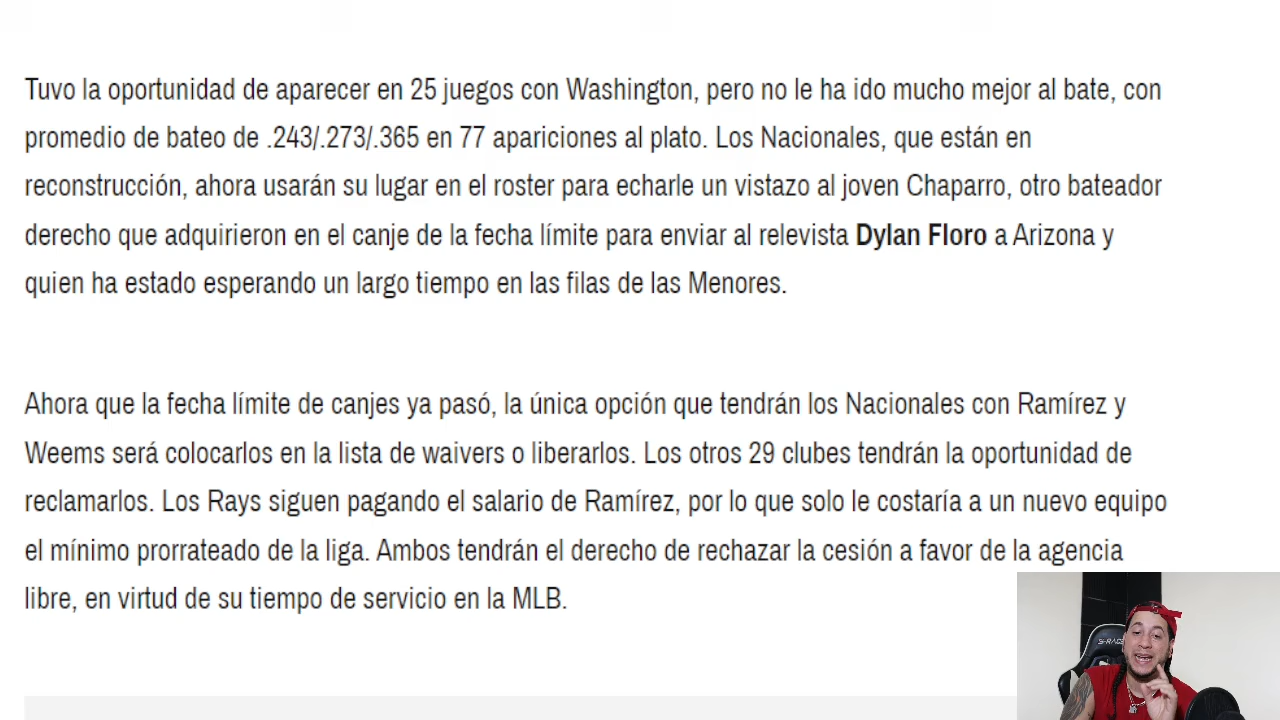 Tuvo la oportunidad de aparecer en 25 juegos con Washington, pero no le ha ido mucho mejor al bate, con
promedio de bateo de .243/.273/.365 en 77 apariciones al plato. Los Nacionales, que están en
reconstrucción, ahora usarán su lugar en el roster para echarle un vistazo al joven Chaparro, otro bateador
derecho que adquirieron en el canje de la fecha límite para enviar al relevista Dylan Floro a Arizona y
quien ha estado esperando un largo tiempo en las filas de las Menores.
Ahora que la fecha límite de canjes ya pasó, la única opción que tendrán los Nacionales con Ramírez y
Weems será colocarlos en la lista de waivers o liberarlos. Los otros 29 clubes tendrán la oportunidad de
reclamarlos. Los Rays siguen pagando el salario de Ramírez, por lo que solo le costaría a un nuevo equipo
el mínimo prorrateado de la liga. Ambos tendrán el derecho de rechazar la cesión a favor de la agencia
libre, en virtud de su tiempo de servicio en la MLB.